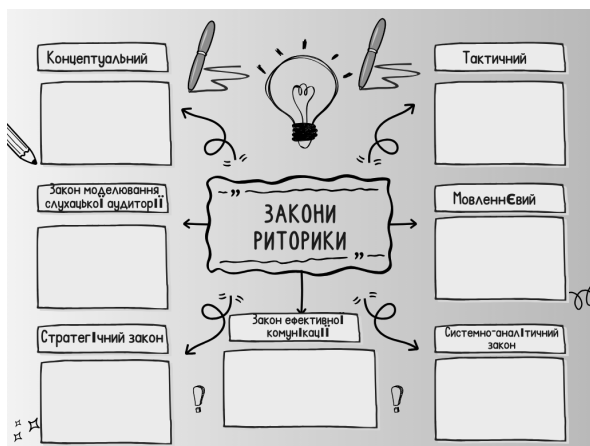 Концептуальний
Тактичний
Закон моделювання
слухацької аудиторії
ЗАКОНИ
РИТОРИКИ
МовленнЄвий
Стратегічний закон
Закон ефективної
комунікації
Системно-аналітичний
закон